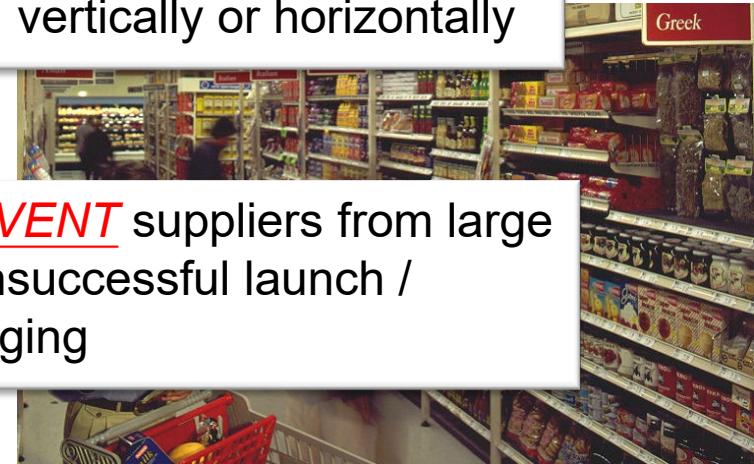 vertically or horizontally
Greek
VENT suppliers from large
nsuccessful launch /
ging